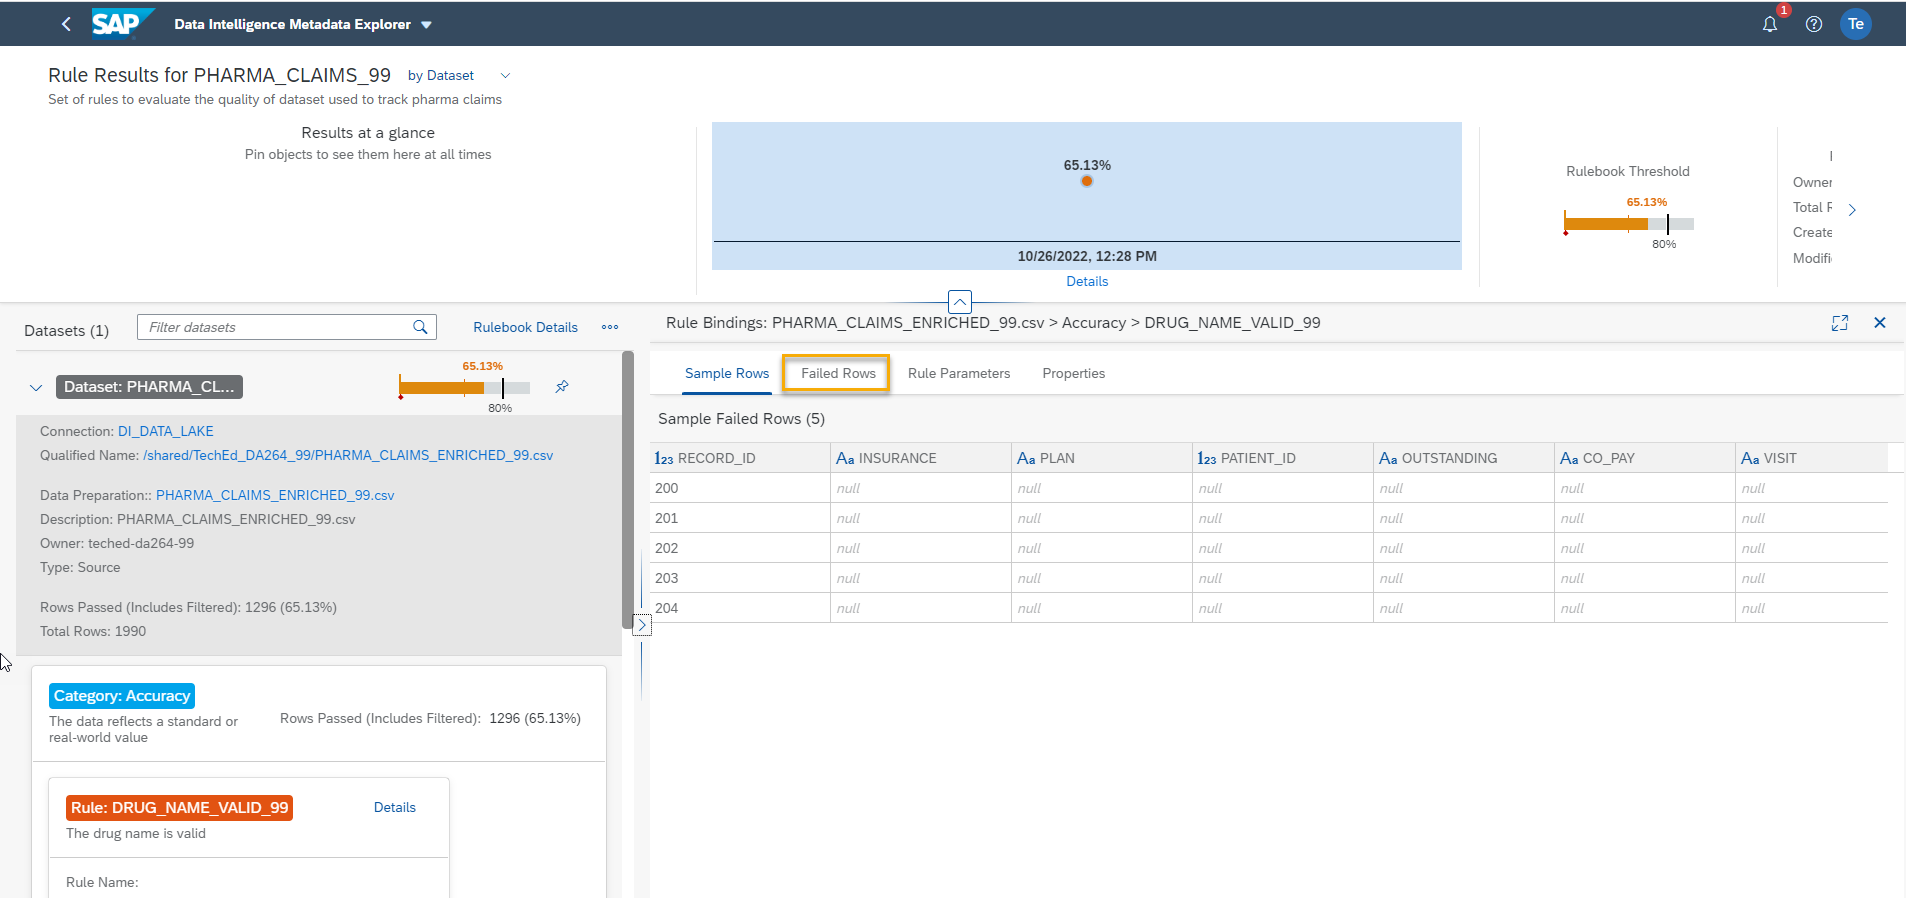 SAP
Data Intelligence Metadata Explorer
1
Te
Rule Results for PHARMA_CLAIMS_99 by Dataset
Set of rules to evaluate the quality of dataset used to track pharma claims
Results at a glance
Pin objects to see them here at all times
65.13%
10/26/2022, 12:28 PM
Details
Rulebook Threshold
65.13%
80%
Owner
Total
Create
Modifi
Datasets (1)
Filter datasets
Rulebook Details
65.13%
Dataset: PHARMA_CL...
80%
Connection: DI_DATA_LAKE
Qualified Name: /shared/TechEd_DA264_99/PHARMA_CLAIMS_ENRICHED_99.csv
Data Preparation:: PHARMA_CLAIMS_ENRICHED_99.csv
Description: PHARMA_CLAIMS_ENRICHED_99.csv
Owner: teched-da264-99
Type: Source
Rows Passed (Includes Filtered): 1296 (65.13%)
Total Rows: 1990
Category: Accuracy
The data reflects a standard or
real-world value
Rows Passed (Includes Filtered): 1296 (65.13%)
Rule: DRUG_NAME_VALID_99
Details
The drug name is valid
Rule Name:
Rule Bindings: PHARMA_CLAIMS_ENRICHED_99.csv > Accuracy > DRUG_NAME_VALID_99
Sample Rows Failed Rows Rule Parameters Properties
Sample Failed Rows (5)
123 RECORD_ID Aa INSURANCE Aa PLAN 123 PATIENT_ID Aa OUTSTANDING Aa CO_PAY Aa VISIT
200 null null null null null null
201 null null null null null null
202 null null null null null null
203 null null null null null null
204 null null null null null null